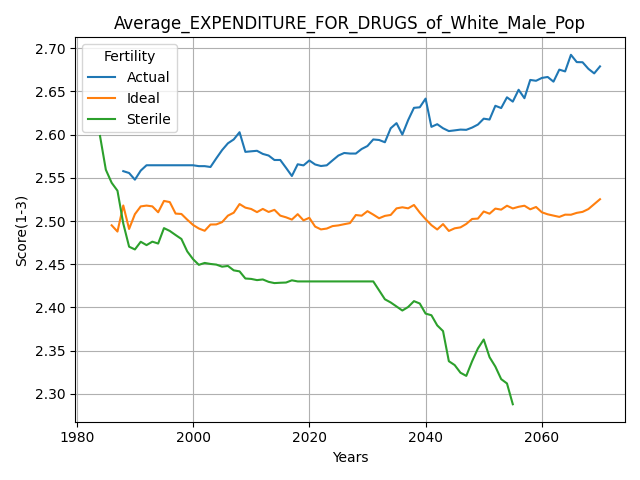 Average_EXPENDITURE_FOR_DRUGS_of_White_Male_Pop
Fertility
Actual
Ideal
Sterile
Score(1-3)
2.70
2.65
2.60
2.55
2.50
2.45
2.40
2.35
2.30
1980
2000
2020
2040
2060
Years